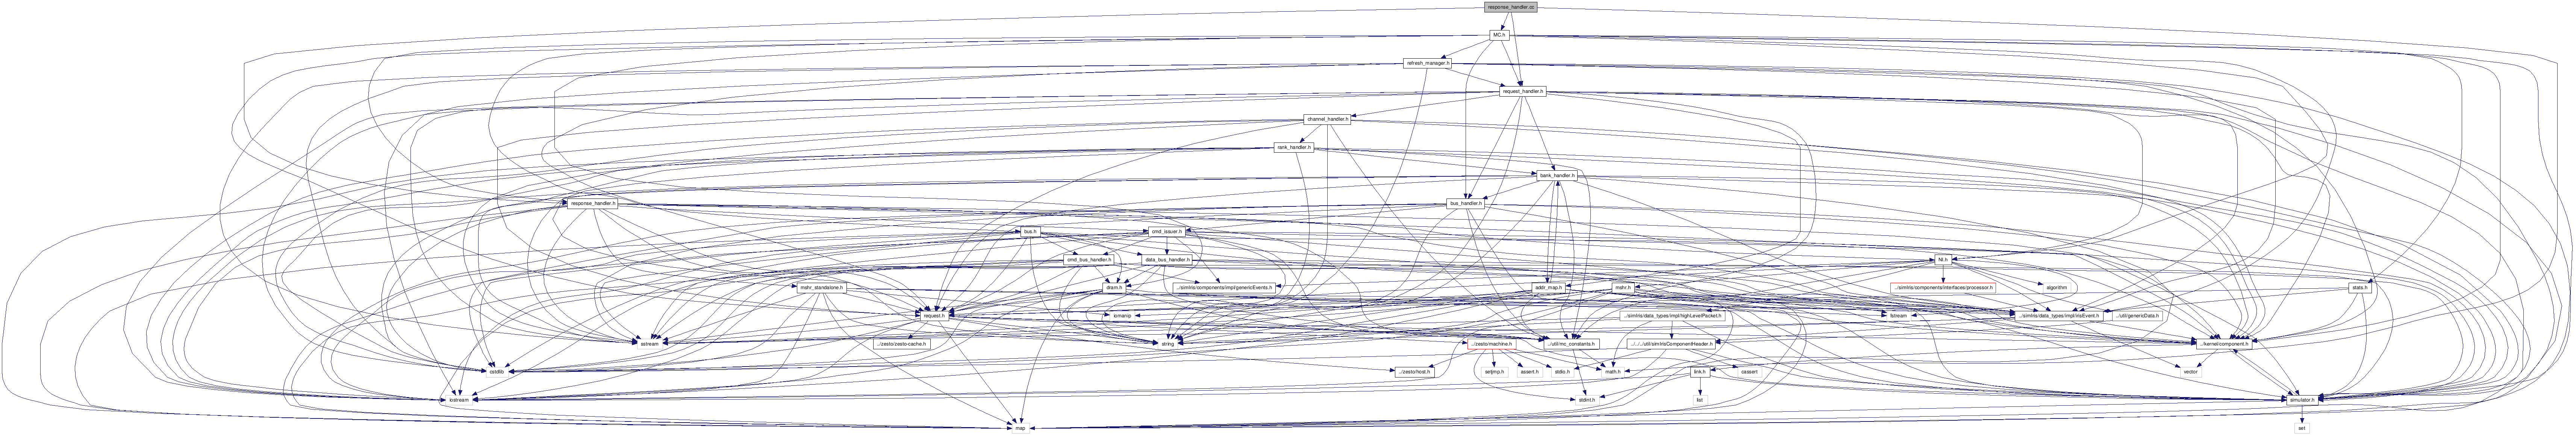 response_handler.cc
MC.h
refresh_manager.h
request_handler.h
channel_handler.h
rank_handler.h
bank_handler.h
response_handler.h
bus_handler.h
bus.h
cmd_issuer.h
cmd_bus_handler.h
data_bus_handler.h
NI.h
mshr_standalone.h
dram.h
../simIris/components/impl/genericEvents.h
addr_map.h
mshr.h
../simIris/components/interfaces/processor.h
algorithm
stats.h
request.h
iomanip
../simIris/data_types/impl/highLevelPacket.h
fstream
../simIris/data_types/impl/irisEvent.h
../util/genericData.h
sstream
../zesto/zesto-cache.h
string
../zesto/machine.h
../util/mc_constants.h
../../../util/simIrisComponentHeader.h
../kernel/component.h
cstdlib
../zesto/host.h
setjmp.h
assert.h
stdio.h
math.h
link.h
cassert
vector
iostream
stdint.h
list
simulator.h
map
set